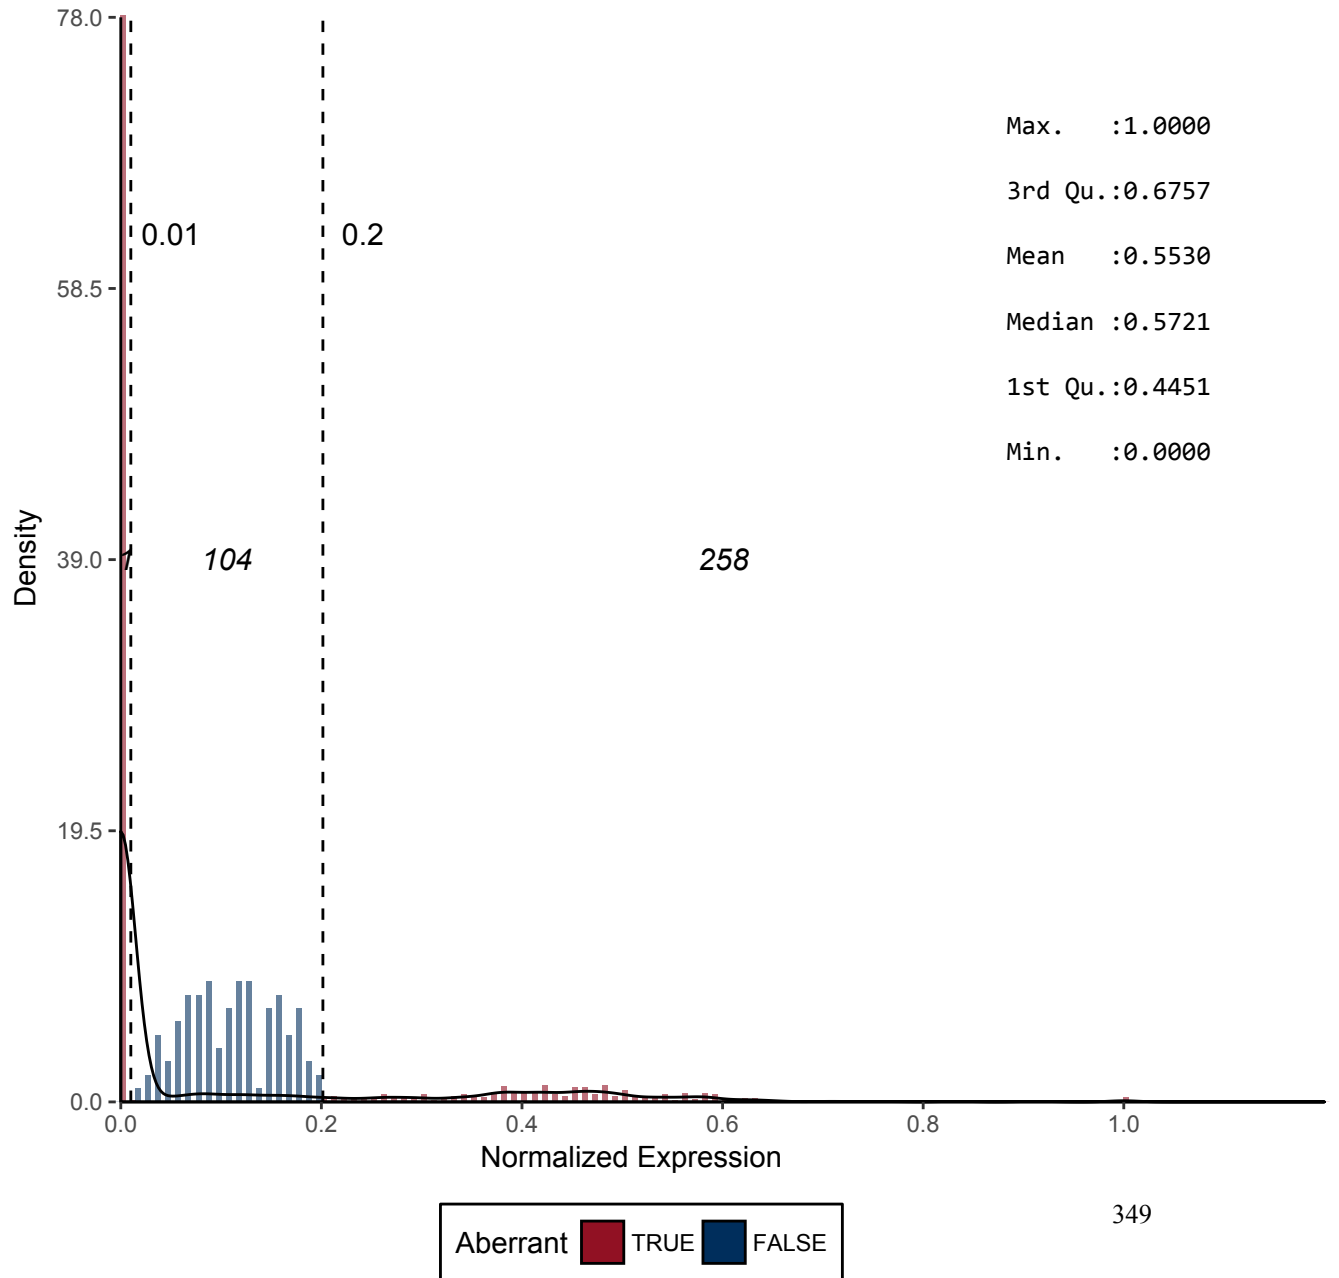 78.0
Max. :1.0000
3rd Qu.:0.6757
0.01 0.2
Mean :0.5530
58.5
Median :0.5721
1st Qu.:0.4451
Min. :0.0000
Density
39.0 1 104 258
19.5
0.0
0.0 0.2 0.4 0.6 0.8 1.0
Normalized Expression
349
Aberrant TRUE FALSE